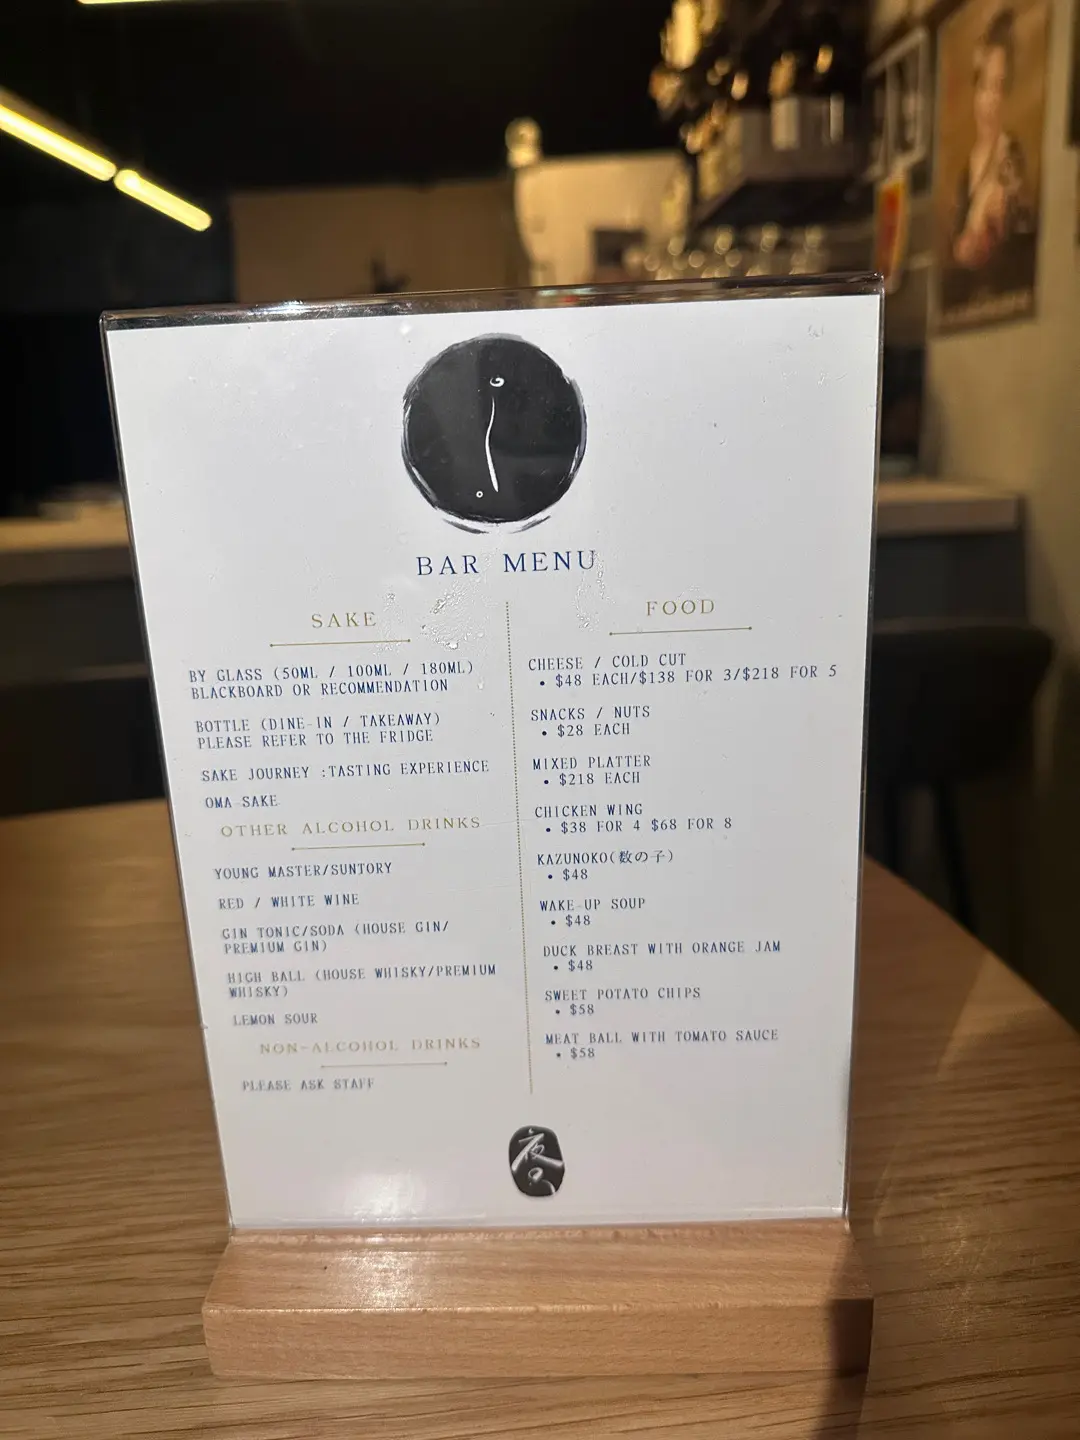 BAR MENU
SAKE
BY GLASS (50ML / 100ML / 180ML)
BLACKBOARD OR RECOMMENDATION
BOTTLE (DINE-IN / TAKEAWAY)
PLEASE REFER TO THE FRIDGE
SAKE JOURNEY :TASTING EXPERIENCE
OMA-SAKE
OTHER ALCOHOL DRINKS
YOUNG MASTER/SUNTORY
RED / WHITE WINE
GIN TONIC/SODA (HOUSE GIN/
PREMIUM GIN)
HIGH BALL (HOUSE WHISKY/PREMIUM
WHISKY)
LEMON SOUR
NON-ALCOHOL DRINKS
PLEASE ASK STAFF
FOOD
CHEESE / COLD CUT
• $48 EACH/$138 FOR 3/$218 FOR 5
SNACKS / NUTS
• $28 EACH
MIXED PLATTER
• $218 EACH
CHICKEN WING
• $38 FOR 4 $68 FOR 8
KAZUNOKO(数の子)
• $48
WAKE-UP SOUP
• $48
DUCK BREAST WITH ORANGE JAM
• $48
SWEET POTATO CHIPS
• $58
MEAT BALL WITH TOMATO SAUCE
• $58